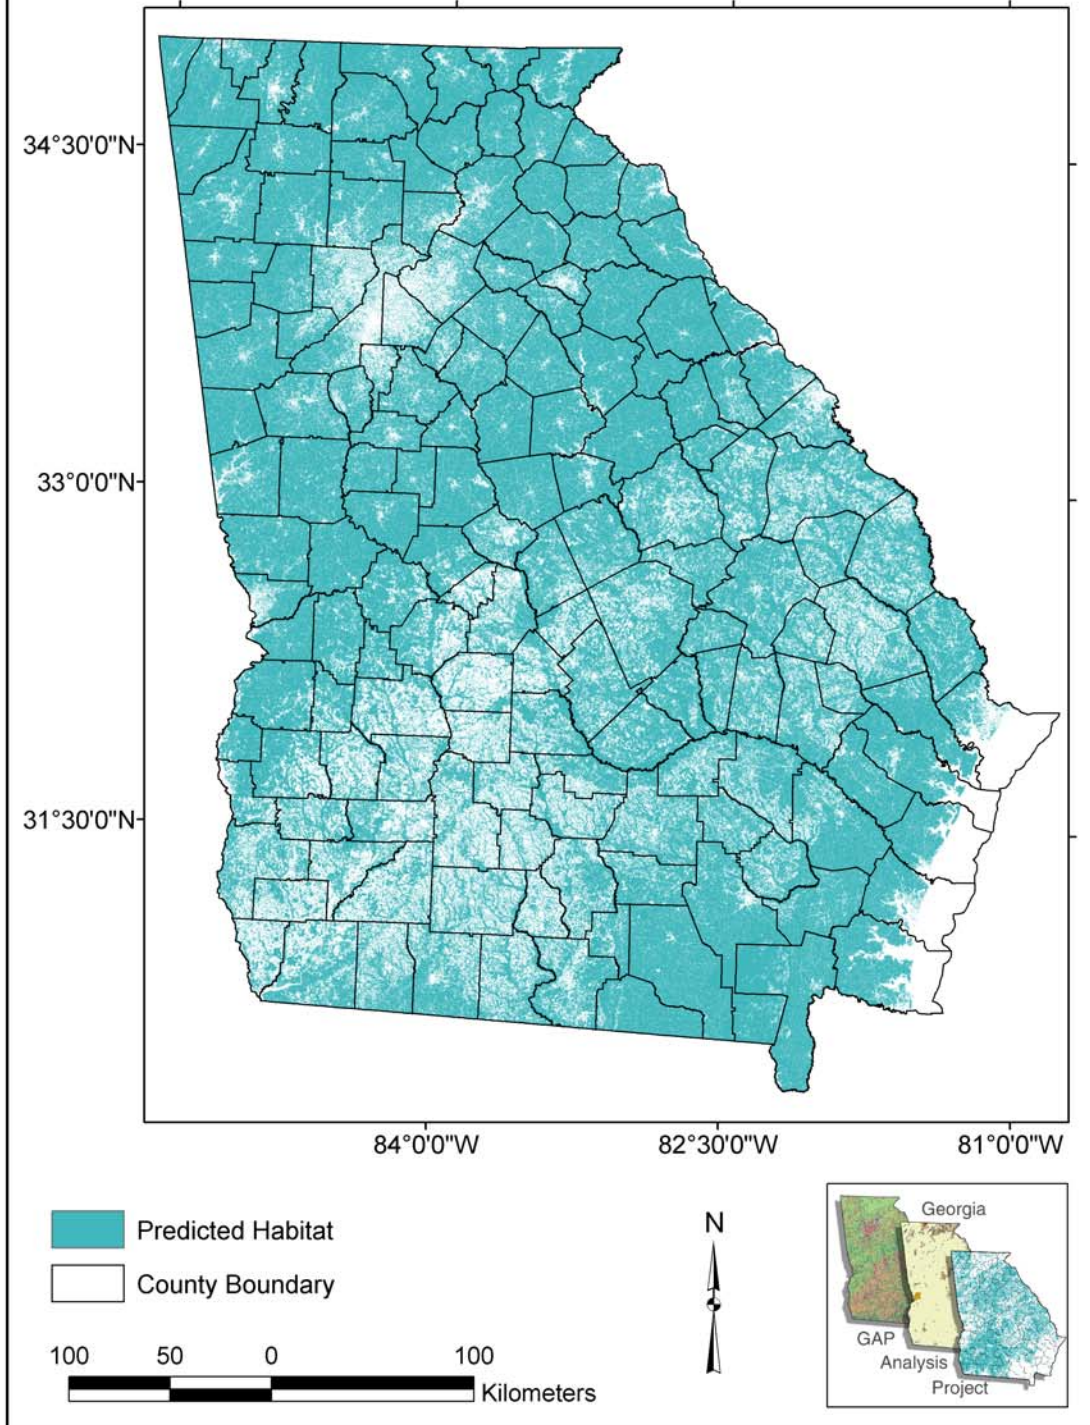 34°30'0"N
33°0'0"N
31°30'0"N
84°0'0"W 82°30'0"W 81°0'0"W
Predicted Habitat
County Boundary
100 50 0 100
Kilometers
N
Georgia
GAP
Analysis
Project